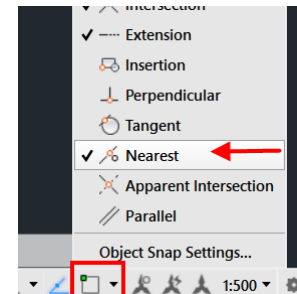 Intersection
Extension
Insertion
Perpendicular
Tangent
Nearest
Apparent Intersection
Parallel
Object Snap Settings...
1:500